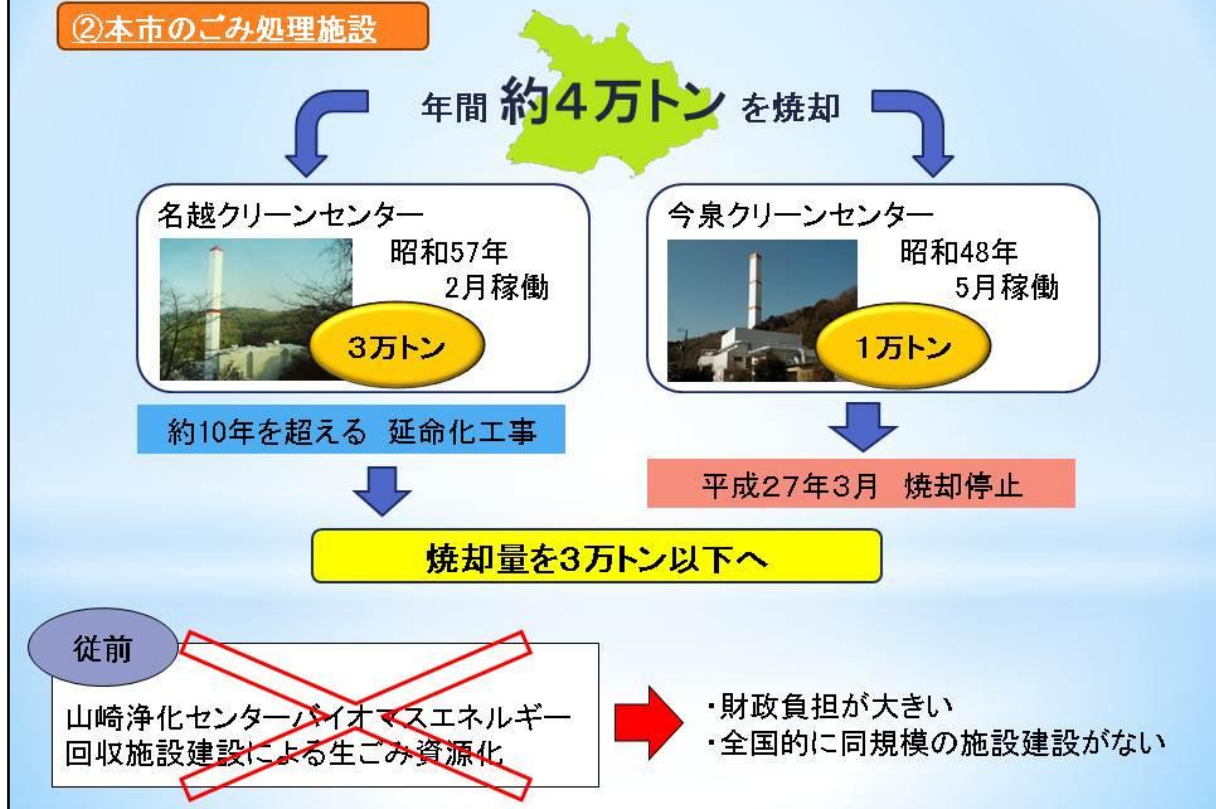 ②本市のごみ処理施設
年間 約4万トン を焼却
名越クリーンセンター
昭和57年
2月稼働
3万トン
今泉クリーンセンター
昭和48年
5月稼働
1万トン
約10年を超える 延命化工事
平成27年3月 焼却停止
焼却量を3万トン以下へ
従前
山崎浄化センターバイオマスエネルギー
回収施設建設による生ごみ資源化
・財政負担が大きい
・全国的に同規模の施設建設がない